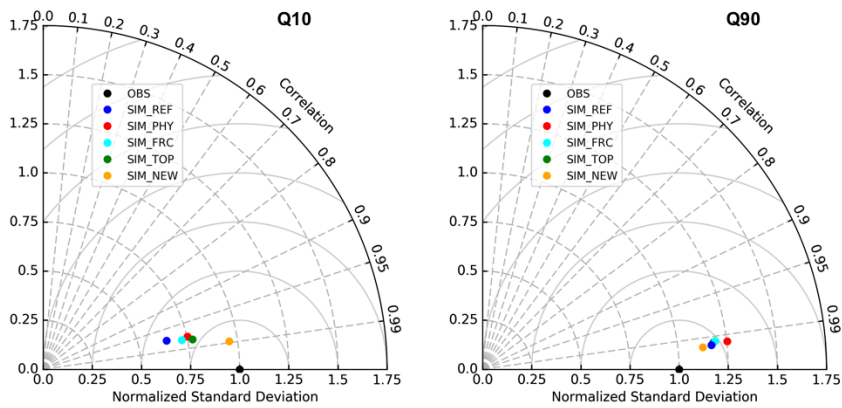 Q10
0.0 0.1 0.2 0.3 0.4 0.5 0.6 0.7 0.8 0.9 0.95 0.99
Correlation
1.75
1.5
1.25
1.0
0.75
0.5
0.25
0.0
OBS
SIM_REF
SIM_PHY
SIM_FRC
SIM_TOP
SIM_NEW
0.0 0.25 0.5 0.75 1.0 1.25 1.5 1.75
Normalized Standard Deviation
Q90
0.0 0.1 0.2 0.3 0.4 0.5 0.6 0.7 0.8 0.9 0.95 0.99
Correlation
1.75
1.5
1.25
1.0
0.75
0.5
0.25
0.0
OBS
SIM_REF
SIM_PHY
SIM_FRC
SIM_TOP
SIM_NEW
0.0 0.25 0.5 0.75 1.0 1.25 1.5 1.75
Normalized Standard Deviation